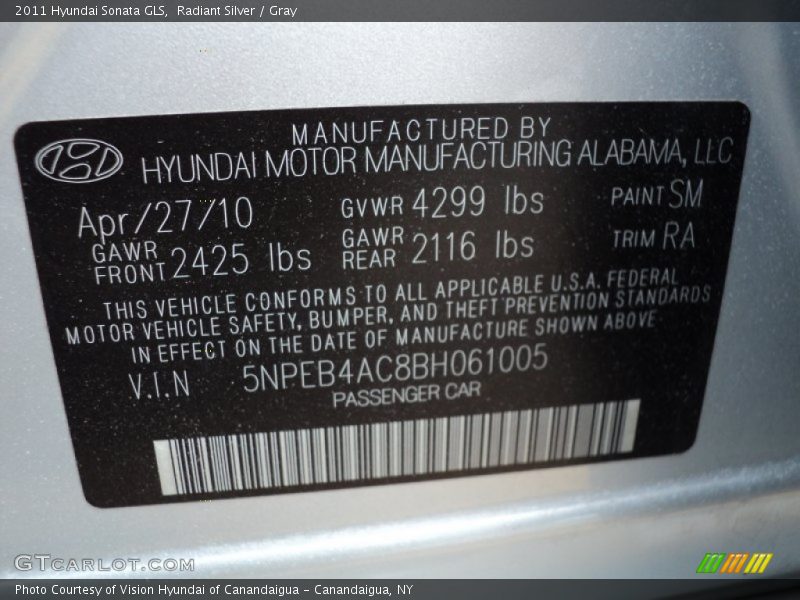 2011 Hyundai Sonata GLS,  Radiant Silver / Gray
MANUFACTURED BY
HYUNDAI MOTOR MANUFACTURING ALABAMA, LLC
Apr/27/10 GVWR 4299 lbs PAINT SM
GAWR FRONT 2425 lbs GAWR REAR 2116 lbs TRIM RA
THIS VEHICLE CONFORMS TO ALL APPLICABLE U.S.A. FEDERAL
MOTOR VEHICLE SAFETY, BUMPER, AND THEFT PREVENTION STANDARDS
IN EFFECT ON THE DATE OF MANUFACTURE SHOWN ABOVE
V.I.N 5NPEB4AC8BH061005
PASSENGER CAR
GTCARLOT.COM
Photo Courtesy of Vision Hyundai of Canandaigua - Canandaigua, NY